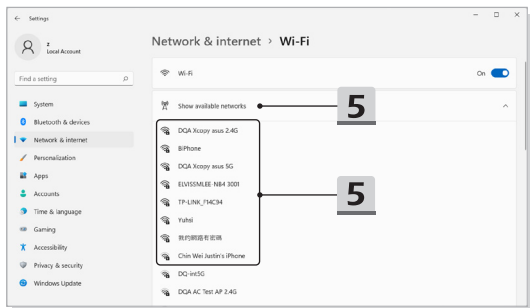 Settings
z
Local Account
Find a setting
System
Bluetooth & devices
Network & internet
Personalization
Apps
Accounts
Time & language
Gaming
Accessibility
Privacy & security
Windows Update
Network & internet > Wi-Fi
Wi-Fi
On
Show available networks
5
DQA Xcopy asus 2.4G
BiPhone
DQA Xcopy asus 5G
ELVISSMLEE-NB4 3001
TP-LINK_F14C94
Yuhsi
我的網路有密碼
Chin Wei Justin's iPhone
5
DQ-int5G
DQA AC Test AP 2.4G